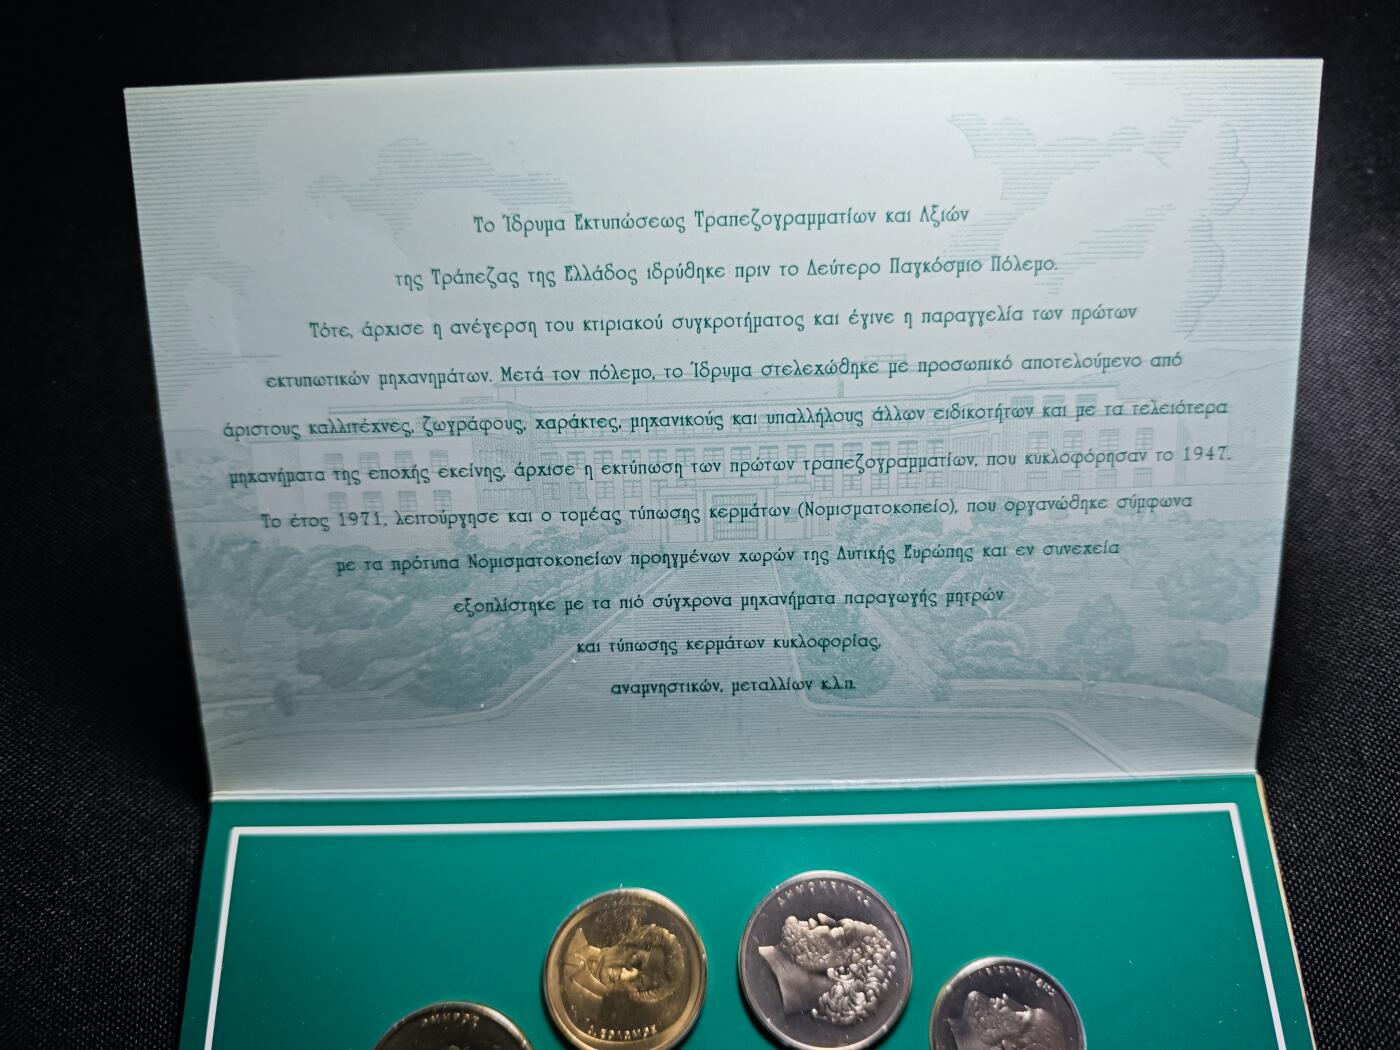 Το Ίδρυμα Εκτυπώσεως Τραπεζογραμματίων και Αξιών
της Τράπεζας της Ελλάδος ιδρύθηκε πριν το Δεύτερο Παγκόσμιο Πόλεμο.
Τότε, άρχισε η ανέγερση του κτιριακού συγκροτήματος και έγινε η παραγγελία των πρώτων
εκτυπωτικών μηχανημάτων. Μετά τον πόλεμο, το Ίδρυμα στελεχώθηκε με προσωπικό αποτελούμενο από
άριστους καλλιτέχνες, ζωγράφους, χαράκτες, μηχανικούς και υπαλλήλους άλλων ειδικοτήτων και με τα τελειότερα
μηχανήματα της εποχής εκείνης, άρχισε η εκτύπωση των πρώτων τραπεζογραμματίων, που κυκλοφόρησαν το 1947.
Το έτος 1971, λειτούργησε και ο τομέας τύπωσης κερμάτων (Νομισματοκοπείο), που οργανώθηκε σύμφωνα
με τα πρότυπα Νομισματοκοπείων προηγμένων χωρών της Δυτικής Ευρώπης και εν συνεχεία
εξοπλίστηκε με τα πιό σύγχρονα μηχανήματα παραγωγής μητρών
και τύπωσης κερμάτων κυκλοφορίας,
αναμνηστικών, μεταλλίων κ.λ.π.
ΔΗΜΟΚΡΙΤΟΣ
ΟΜΗΡΟΣ